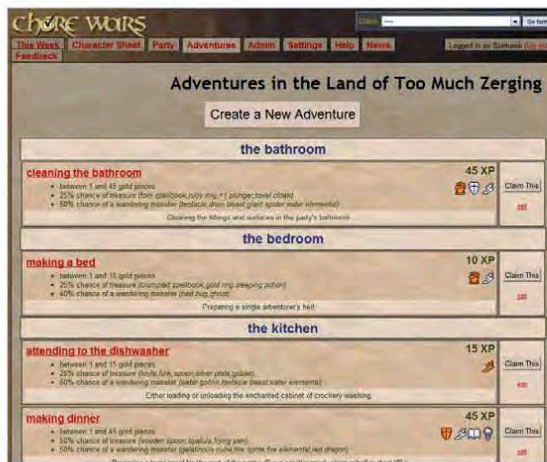 CHORE WARS
Claim: ----
This Week Character Sheet Party Adventures Admin Settings Help News
Logged in as
Feedback
Adventures in the Land of Too Much Zerging
Create a New Adventure
the bathroom
cleaning the bathroom
45 XP
between 1 and 45 gold pieces
25% chance of treasure (torn spellbook,ruby ring,+1 plunger,towel cloak)
50% chance of a wandering monster (tentacle drain beast,giant spider,water elemental)
Claim This
edit
Cleaning the fittings and surfaces in the party's bathroom
the bedroom
making a bed
10 XP
between 1 and 10 gold pieces
25% chance of treasure (crumpled spellbook,gold ring,sleeping potion)
40% chance of a wandering monster (bed bug,ghost)
Claim This
edit
Preparing a single adventurer's bed
the kitchen
attending to the dishwasher
15 XP
between 1 and 15 gold pieces
25% chance of treasure (knife,fork,spoon,silver plate,goblet)
50% chance of a wandering monster (water goblin,tentacle beast,water elemental)
Claim This
edit
Either loading or unloading the enchanted cabinet of crockery washing.
making dinner
45 XP
between 1 and 45 gold pieces
50% chance of treasure (wooden spoon,spatula,frying pan)
50% chance of a wandering monster (gelatinous cube,fire sprite,fire elemental,red dragon)
Claim This
edit